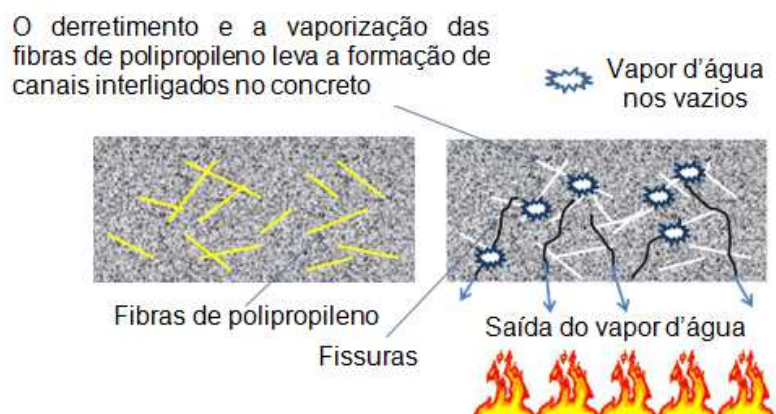 O derretimento e a vaporização das
fibras de polipropileno leva a formação de
canais interligados no concreto
Vapor d’água
nos vazios
Fibras de polipropileno
Fissuras
Saída do vapor d’água